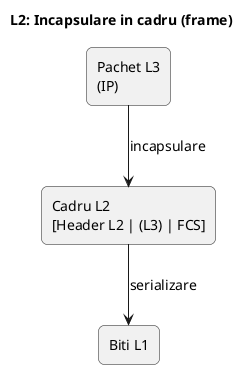 L2: Incapsulare in cadru (frame)
Pachet L3
(IP)
incapsulare
Cadru L2
[Header L2 | (L3) | FCS]
serializare
Biti L1